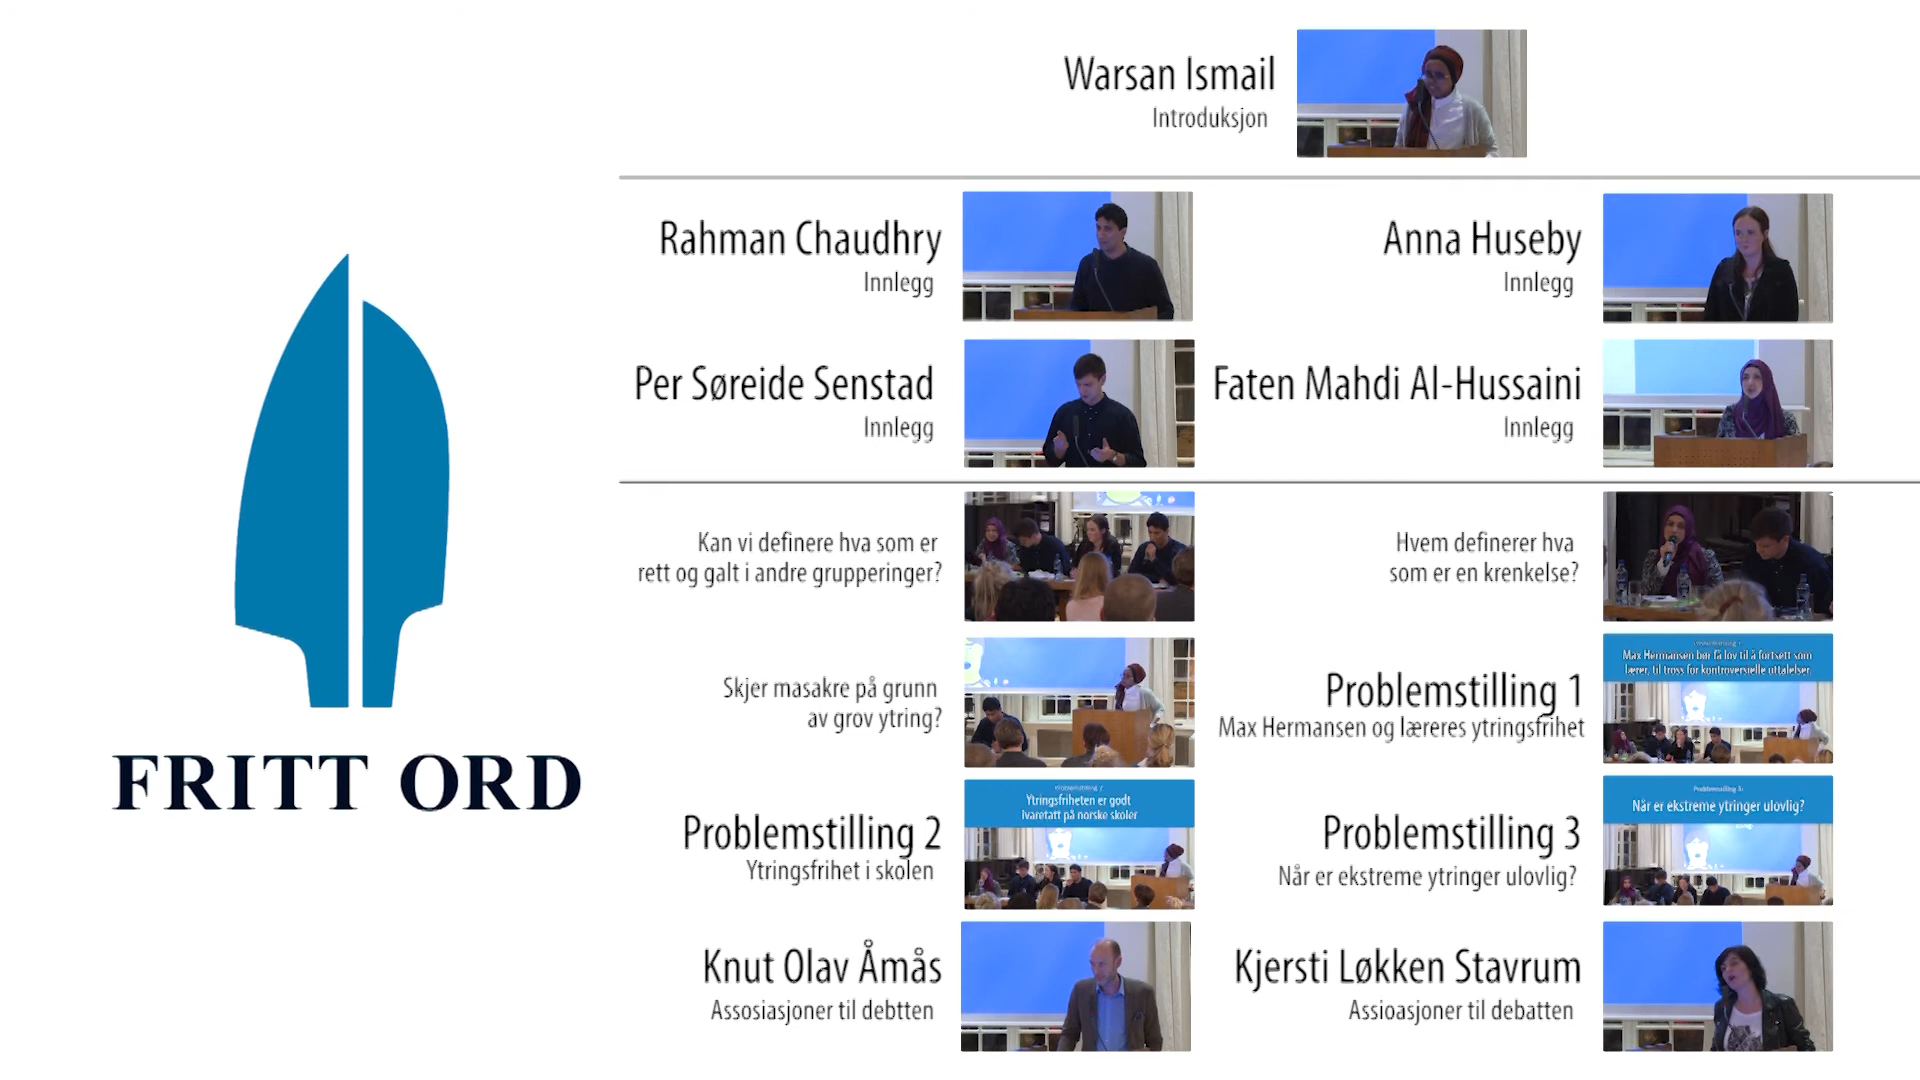 FRITT ORD
Warsan Ismail
Introduksjon
Rahman Chaudhry
Innlegg
Anna Huseby
Innlegg
Per Søreide Senstad
Innlegg
Faten Mahdi Al-Hussaini
Innlegg
Kan vi definere hva som er
rett og galt i andre grupperinger?
Hvem definerer hva
som er en krenkelse?
Skjer masakre på grunn
av grov ytring?
Problemstilling 1
Max Hermansen og læreres ytringsfrihet
Max Hermansen bør få lov til å fortsett som
lærer, til tross for kontroversielle uttalelser.
Problemstilling 2
Ytringsfrihet i skolen
Problemstilling 2
Ytringsfriheten er godt
ivaretatt på norske skoler
Problemstilling 3
Når er ekstreme ytringer ulovlig?
Problemstilling 3:
Når er ekstreme ytringer ulovlig?
Knut Olav Åmås
Assosiasjoner til debtten
Kjersti Løkken Stavrum
Assioasjoner til debatten